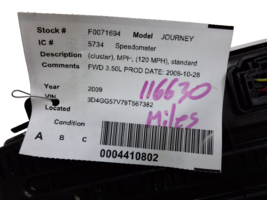 Stock # F0071694 Model JOURNEY
IC # 5734 Speedometer
Description (cluster), MPH, (120 MPH), standard
Comments FWD 3.50L PROD DATE: 2008-10-28
Year 2009
VIN 3D4GG57V79T567382
Located
Condition
A B C
116630
Miles
0004410802